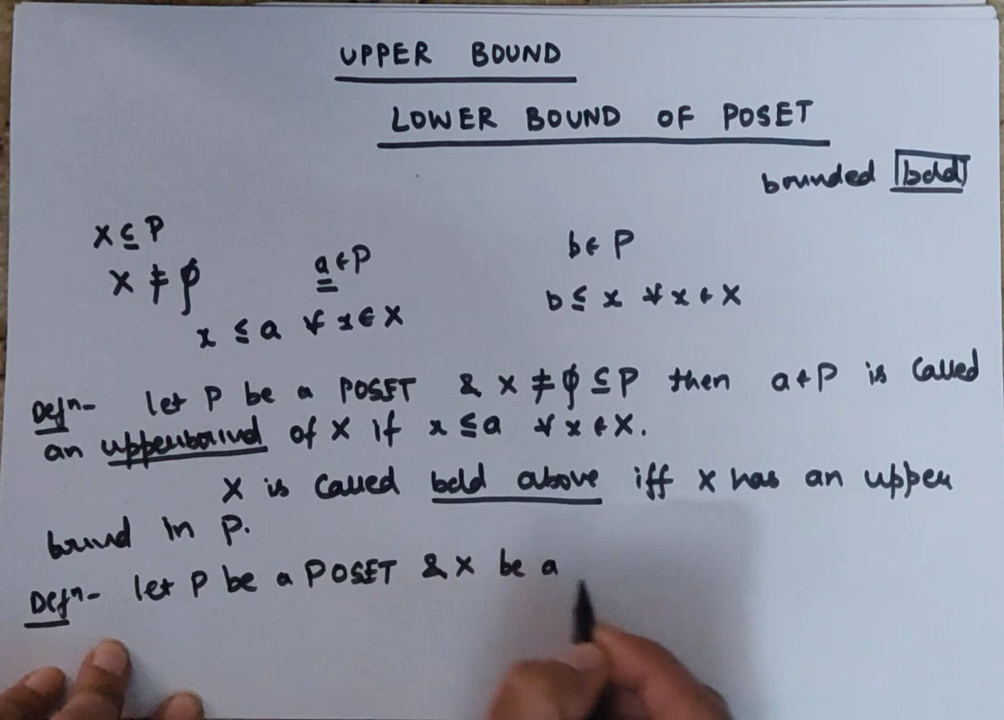 UPPER BOUND
LOWER BOUND OF POSET
bounded bdd
X ⊆ P
X ≠ φ
a ∈ P
x ≤ a ∀ x ∈ X
b ∈ P
b ≤ x ∀ x ∈ X
Defn- let P be a POSET & X ≠ φ ⊆ P then a ∈ P is called
an upperbound of X if x ≤ a ∀ x ∈ X.
X is called bdd above iff X has an upper
bound in P.
Defn- let P be a POSET & X be a